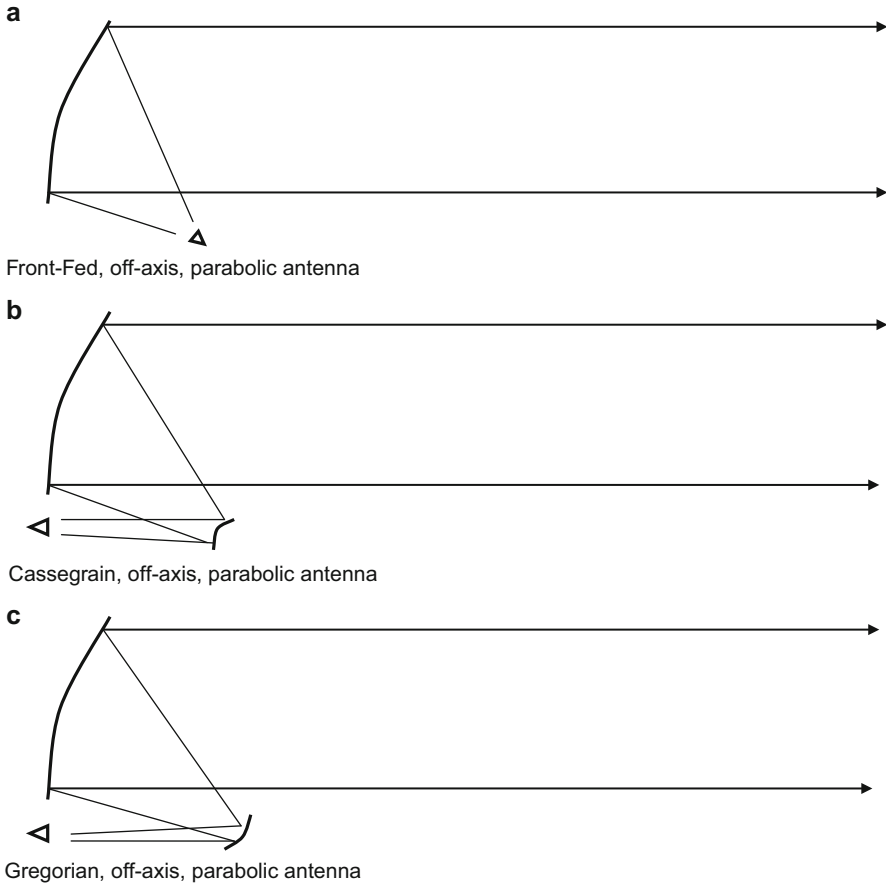 a
Front-Fed, off-axis, parabolic antenna
b
Cassegrain, off-axis, parabolic antenna
c
Gregorian, off-axis, parabolic antenna